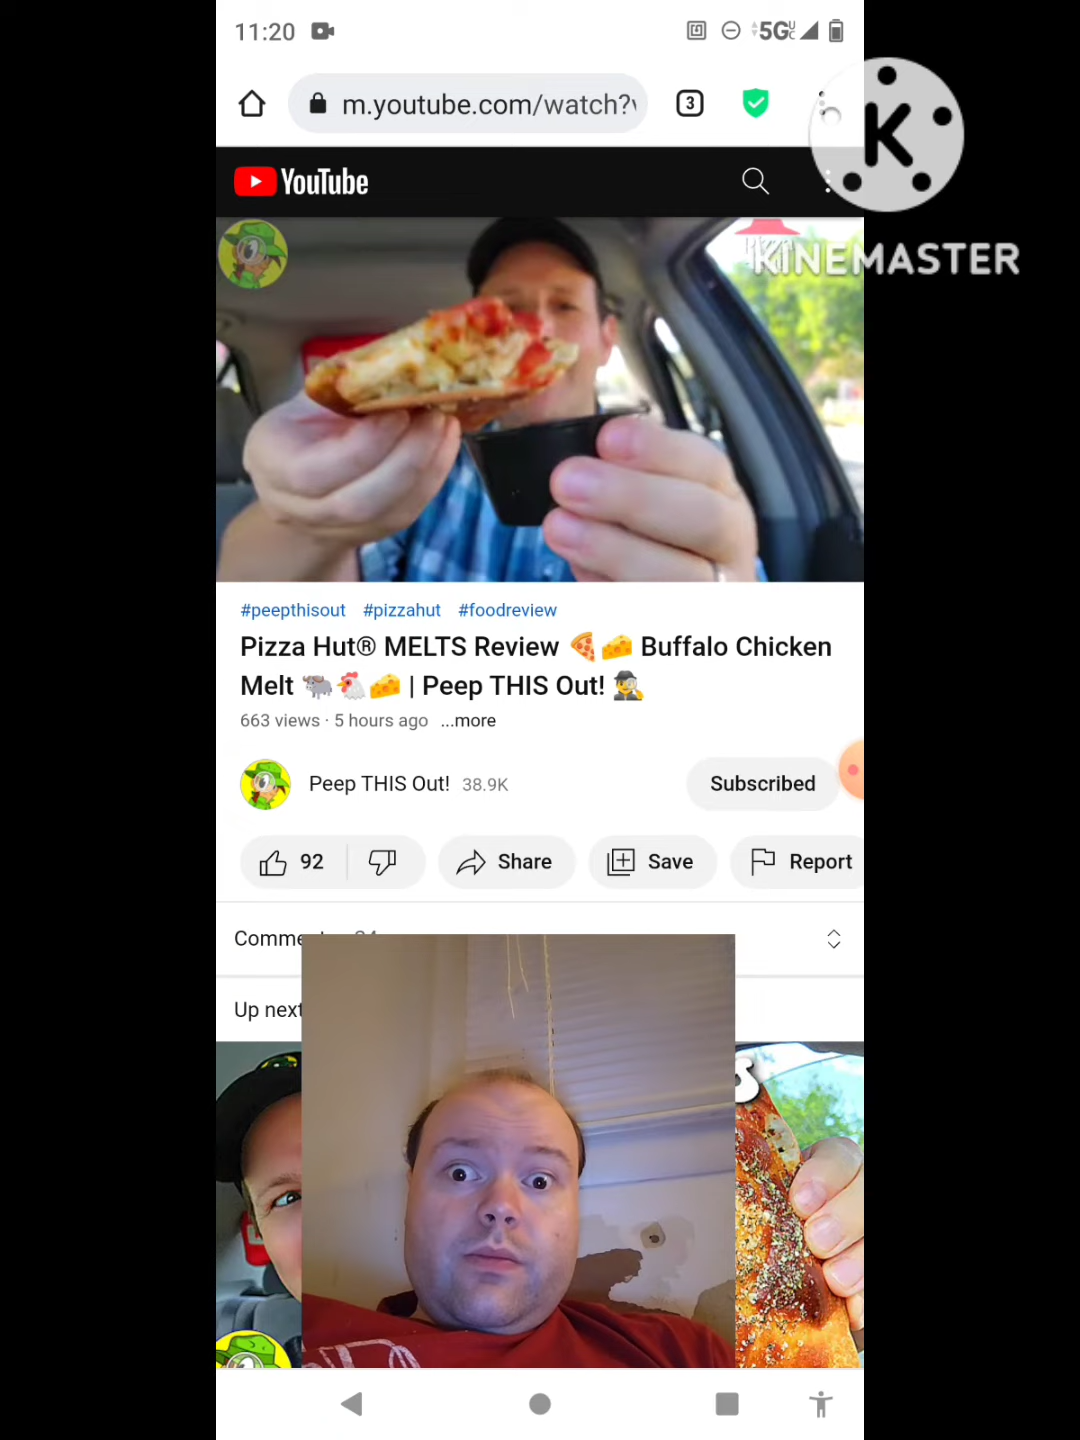 11:20
5G UC
m.youtube.com/watch?v
3
YouTube
K
KINEMASTER
#peepthisout #pizzahut #foodreview
Pizza Hut® MELTS Review 🍕🧀 Buffalo Chicken
Melt 🐃🐔🧀 | Peep THIS Out! 🕵️
663 views · 5 hours ago ...more
Peep THIS Out! 38.9K
Subscribed
92
Share
Save
Report
Up next